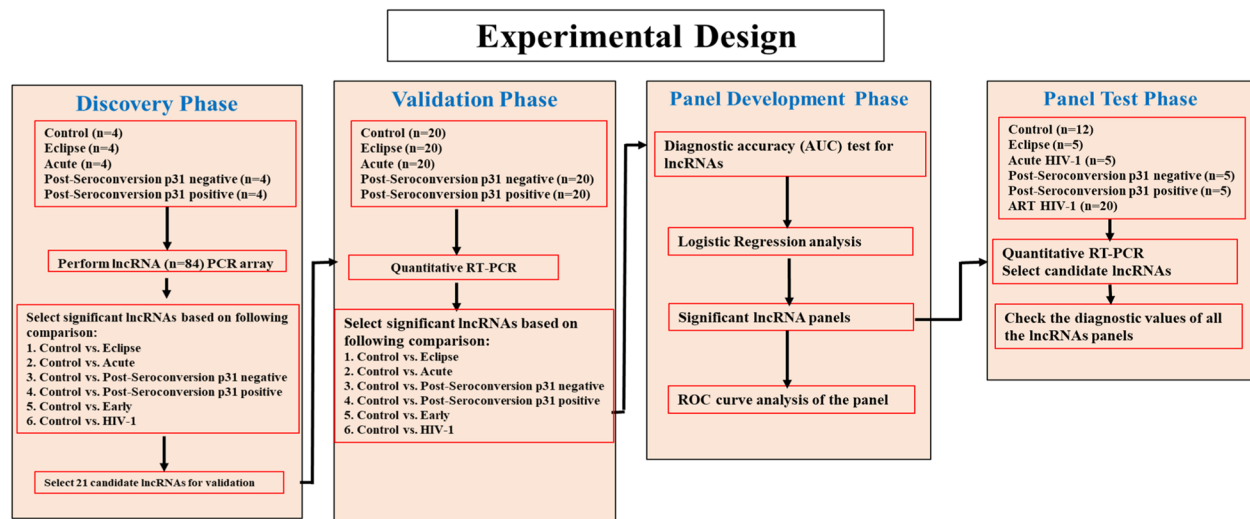 Experimental Design
Discovery Phase
Control (n=4)
Eclipse (n=4)
Acute (n=4)
Post-Seroconversion p31 negative (n=4)
Post-Seroconversion p31 positive (n=4)
Perform lncRNA (n=84) PCR array
Select significant lncRNAs based on following
comparison:
1. Control vs. Eclipse
2. Control vs. Acute
3. Control vs. Post-Seroconversion p31 negative
4. Control vs. Post-Seroconversion p31 positive
5. Control vs. Early
6. Control vs. HIV-1
Select 21 candidate lncRNAs for validation
Validation Phase
Control (n=20)
Eclipse (n=20)
Acute (n=20)
Post-Seroconversion p31 negative (n=20)
Post-Seroconversion p31 positive (n=20)
Quantitative RT-PCR
Select significant lncRNAs based on
following comparison:
1. Control vs. Eclipse
2. Control vs. Acute
3. Control vs. Post-Seroconversion p31 negative
4. Control vs. Post-Seroconversion p31 positive
5. Control vs. Early
6. Control vs. HIV-1
Panel Development Phase
Diagnostic accuracy (AUC) test for
lncRNAs
Logistic Regression analysis
Significant lncRNA panels
ROC curve analysis of the panel
Panel Test Phase
Control (n=12)
Eclipse (n=5)
Acute HIV-1 (n=5)
Post-Seroconversion p31 negative (n=5)
Post-Seroconversion p31 positive (n=5)
ART HIV-1 (n=20)
Quantitative RT-PCR
Select candidate lncRNAs
Check the diagnostic values of all
the lncRNAs panels